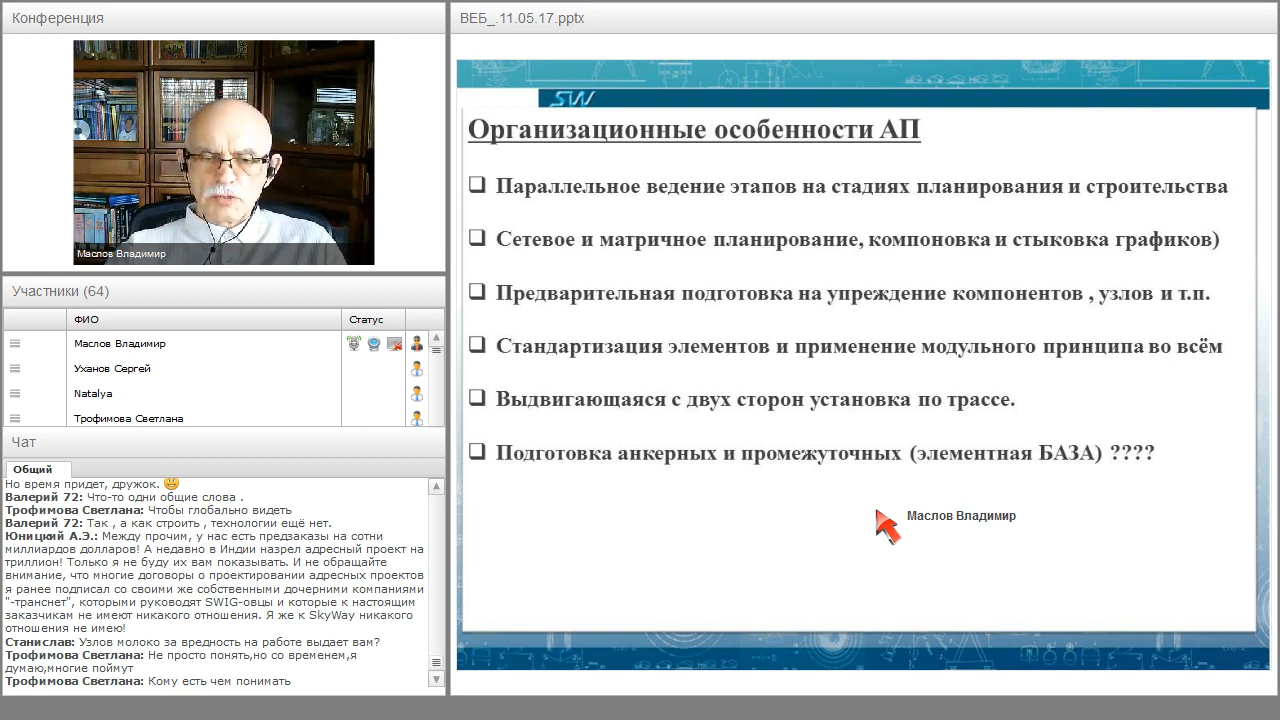 Конференция
Маслов Владимир
Участники (64)
ФИО
Статус
Маслов Владимир
Уханов Сергей
Natalya
Трофимова Светлана
Чат
Общий
Но время придет, дружок.
Валерий 72: Что-то одни общие слова .
Трофимова Светлана: Чтобы глобально видеть
Валерий 72: Так , а как строить , технологии ещё нет.
Юницкий А.Э.: Между прочим, у нас есть предзаказы на сотни
миллиардов долларов! А недавно в Индии назрел адресный проект на
триллион! Только я не буду их вам показывать. И не обращайте
внимание, что многие договоры о проектировании адресных проектов
я ранее подписал со своими же собственными дочерними компаниями
"-транснет", которыми руководят SWIG-овцы и которые к настоящим
заказчикам не имеют никакого отношения. Я же к SkyWay никакого
отношения не имею!
Станислав: Узлов молоко за вредность на работе выдает вам?
Трофимова Светлана: Не просто понять,но со временем,я
думаю,многие поймут
Трофимова Светлана: Кому есть чем понимать
ВЕБ_.11.05.17.pptx
SW
Организационные особенности АП
Параллельное ведение этапов на стадиях планирования и строительства
Сетевое и матричное планирование, компоновка и стыковка графиков)
Предварительная подготовка на упреждение компонентов , узлов и т.п.
Стандартизация элементов и применение модульного принципа во всём
Выдвигающаяся с двух сторон установка по трассе.
Подготовка анкерных и промежуточных (элементная БАЗА) ????
Маслов Владимир